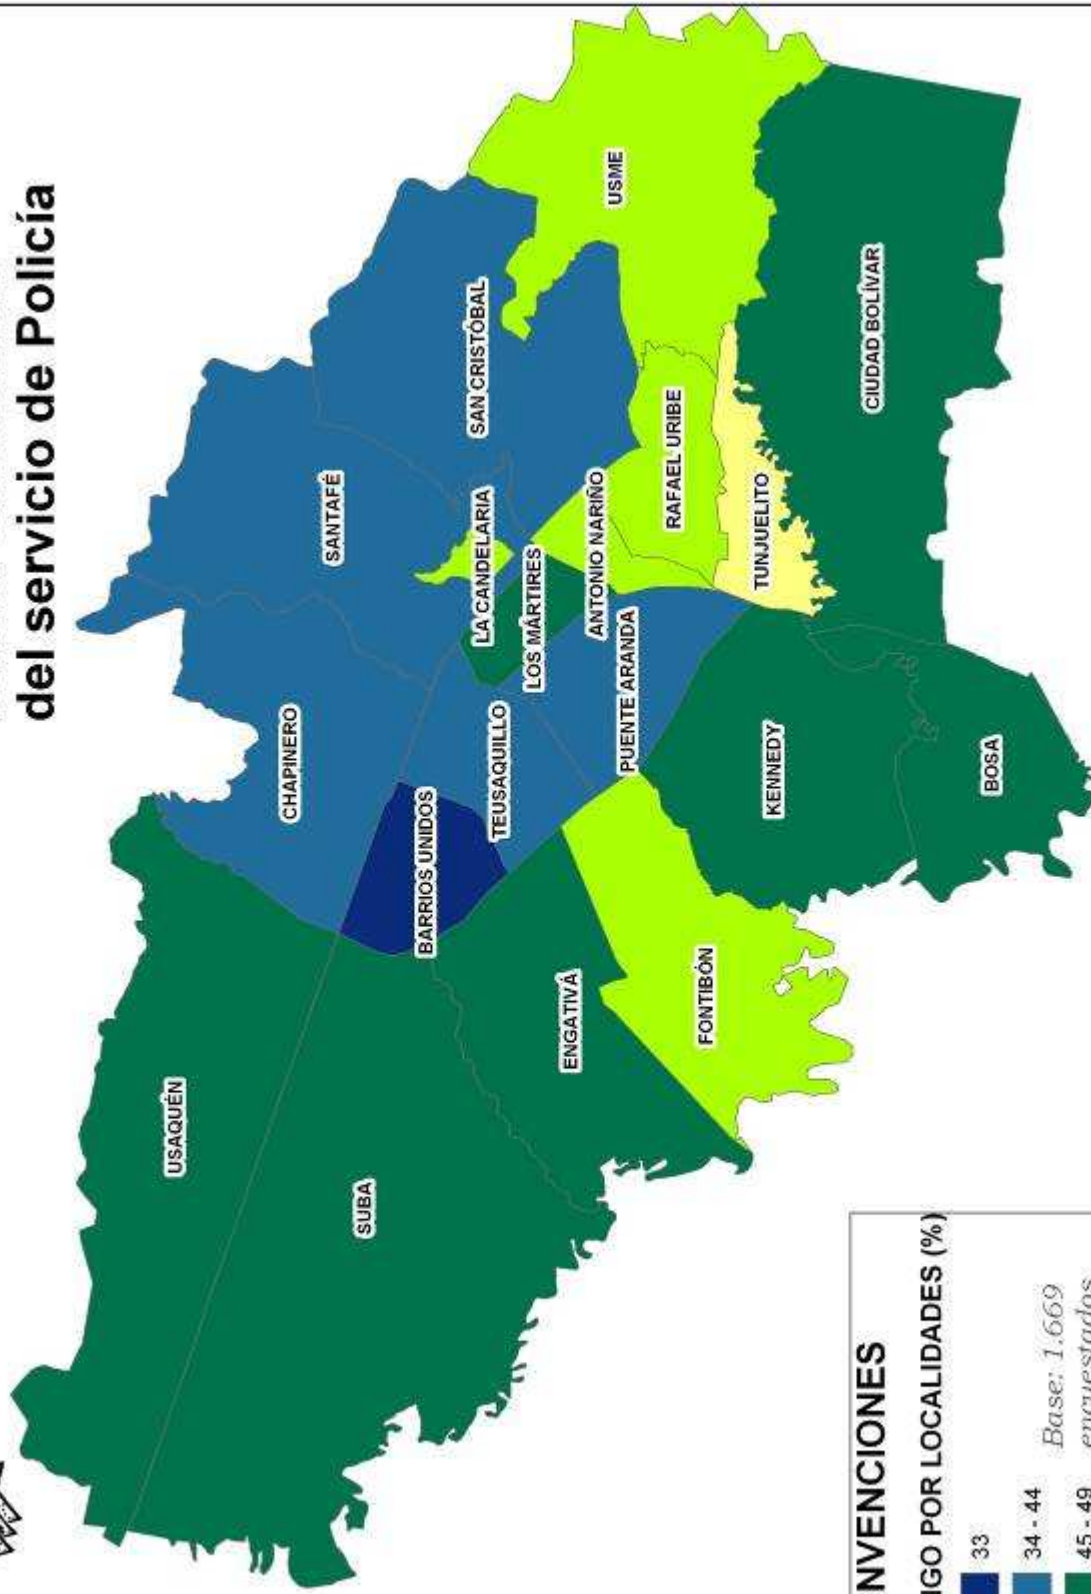 del servicio de Policía
USAQUÉN
SUBA
CHAPINERO
SANTAFÉ
BARRIOS UNIDOS
TEUSAQUILLO
LA CANDELARIA
SAN CRISTÓBAL
LOS MÁRTIRES
ENGATIVÁ
PUENTE ARANDA
ANTONIO NARIÑO
USME
FONTIBÓN
RAFAEL URIBE
KENNEDY
TUNJUELITO
CIUDAD BOLÍVAR
BOSA
NVENCIONES
IGO POR LOCALIDADES (%)
33
34 - 44
Base: 1.669
45 - 49
encuestados